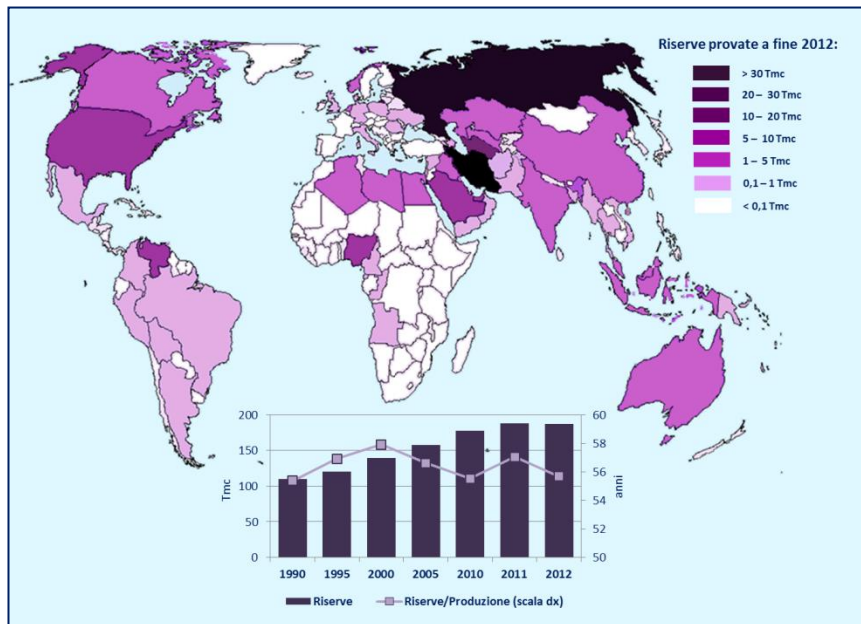 Riserve provate a fine 2012:
> 30 Tmc
20 – 30 Tmc
10 – 20 Tmc
5 – 10 Tmc
1 – 5 Tmc
0,1 – 1 Tmc
< 0,1 Tmc
200
150
100
50
0
Tmc
60
58
56
54
52
50
anni
1990 1995 2000 2005 2010 2011 2012
Riserve Riserve/Produzione (scala dx)